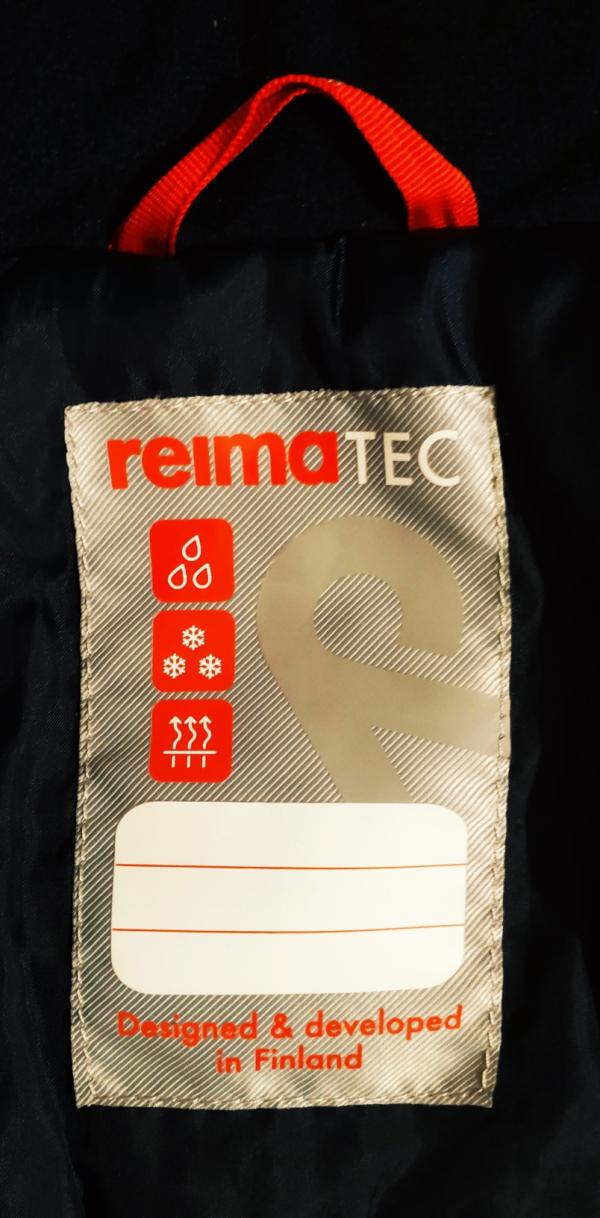 reimaTEC
Designed & developed
in Finland